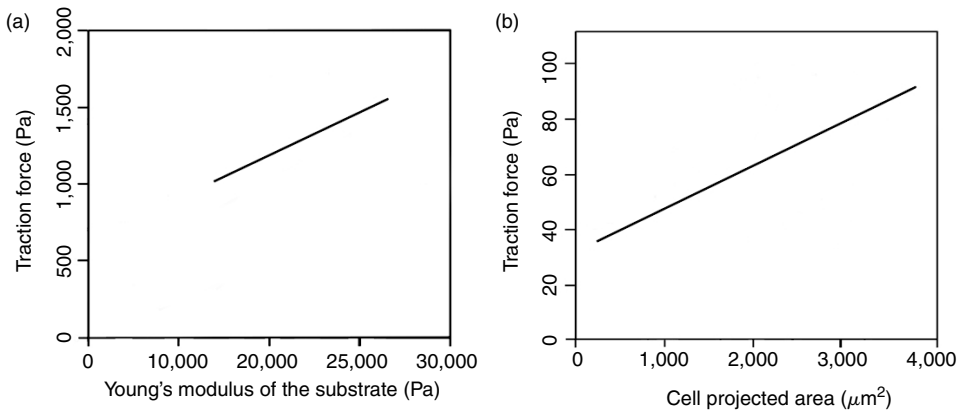 (a)
Traction force (Pa)
2,000
1,500
1,000
500
0
0 10,000 20,000 25,000 30,000
Young's modulus of the substrate (Pa)
(b)
Traction force (Pa)
100
80
60
40
20
0
0 1,000 2,000 3,000 4,000
Cell projected area (μm²)